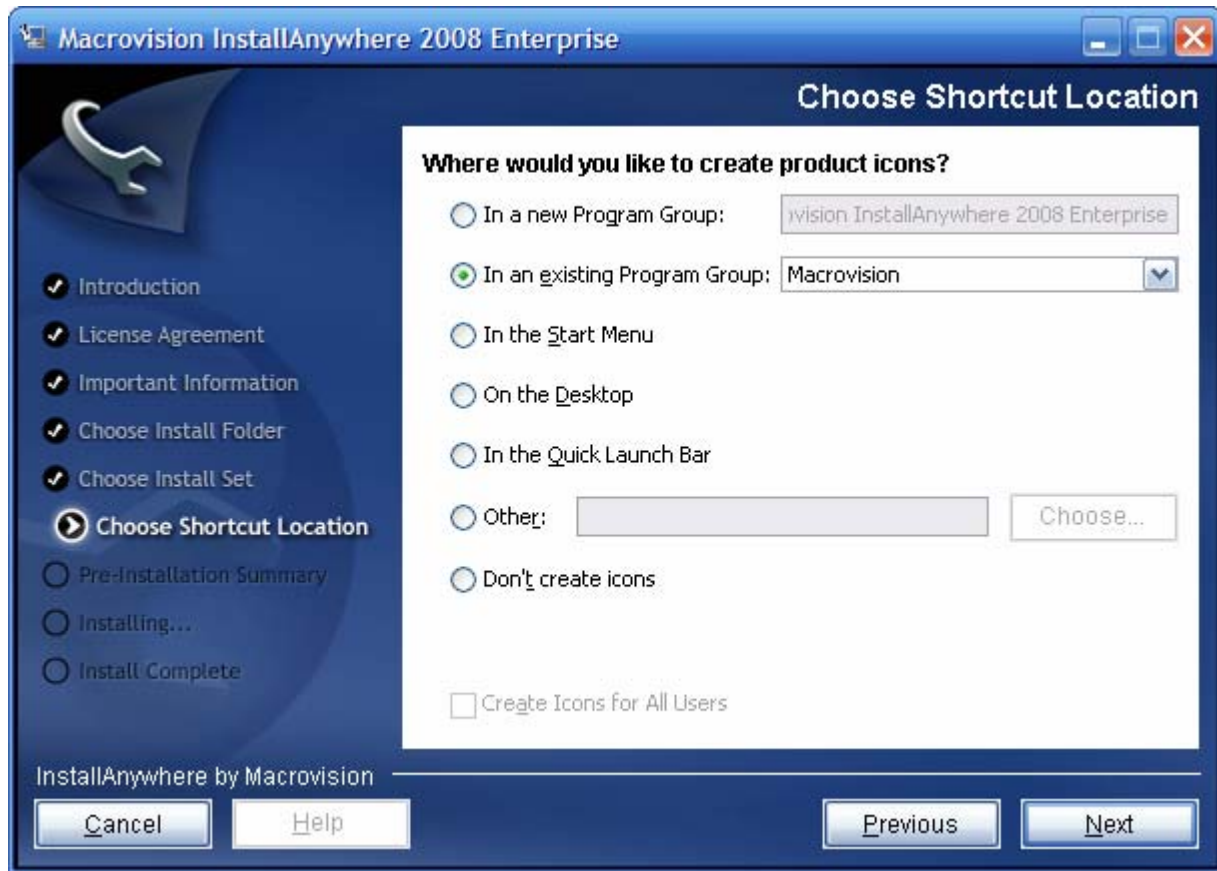 Macrovision InstallAnywhere 2008 Enterprise
Choose Shortcut Location
Introduction
License Agreement
Important Information
Choose Install Folder
Choose Install Set
Choose Shortcut Location
Pre-Installation Summary
Installing...
Install Complete
Where would you like to create product icons?
In a new Program Group: InstallAnywhere 2008 Enterprise
In an existing Program Group: Macrovision
In the Start Menu
On the Desktop
In the Quick Launch Bar
Other: Choose...
Don't create icons
Create Icons for All Users
InstallAnywhere by Macrovision
Cancel Help Previous Next